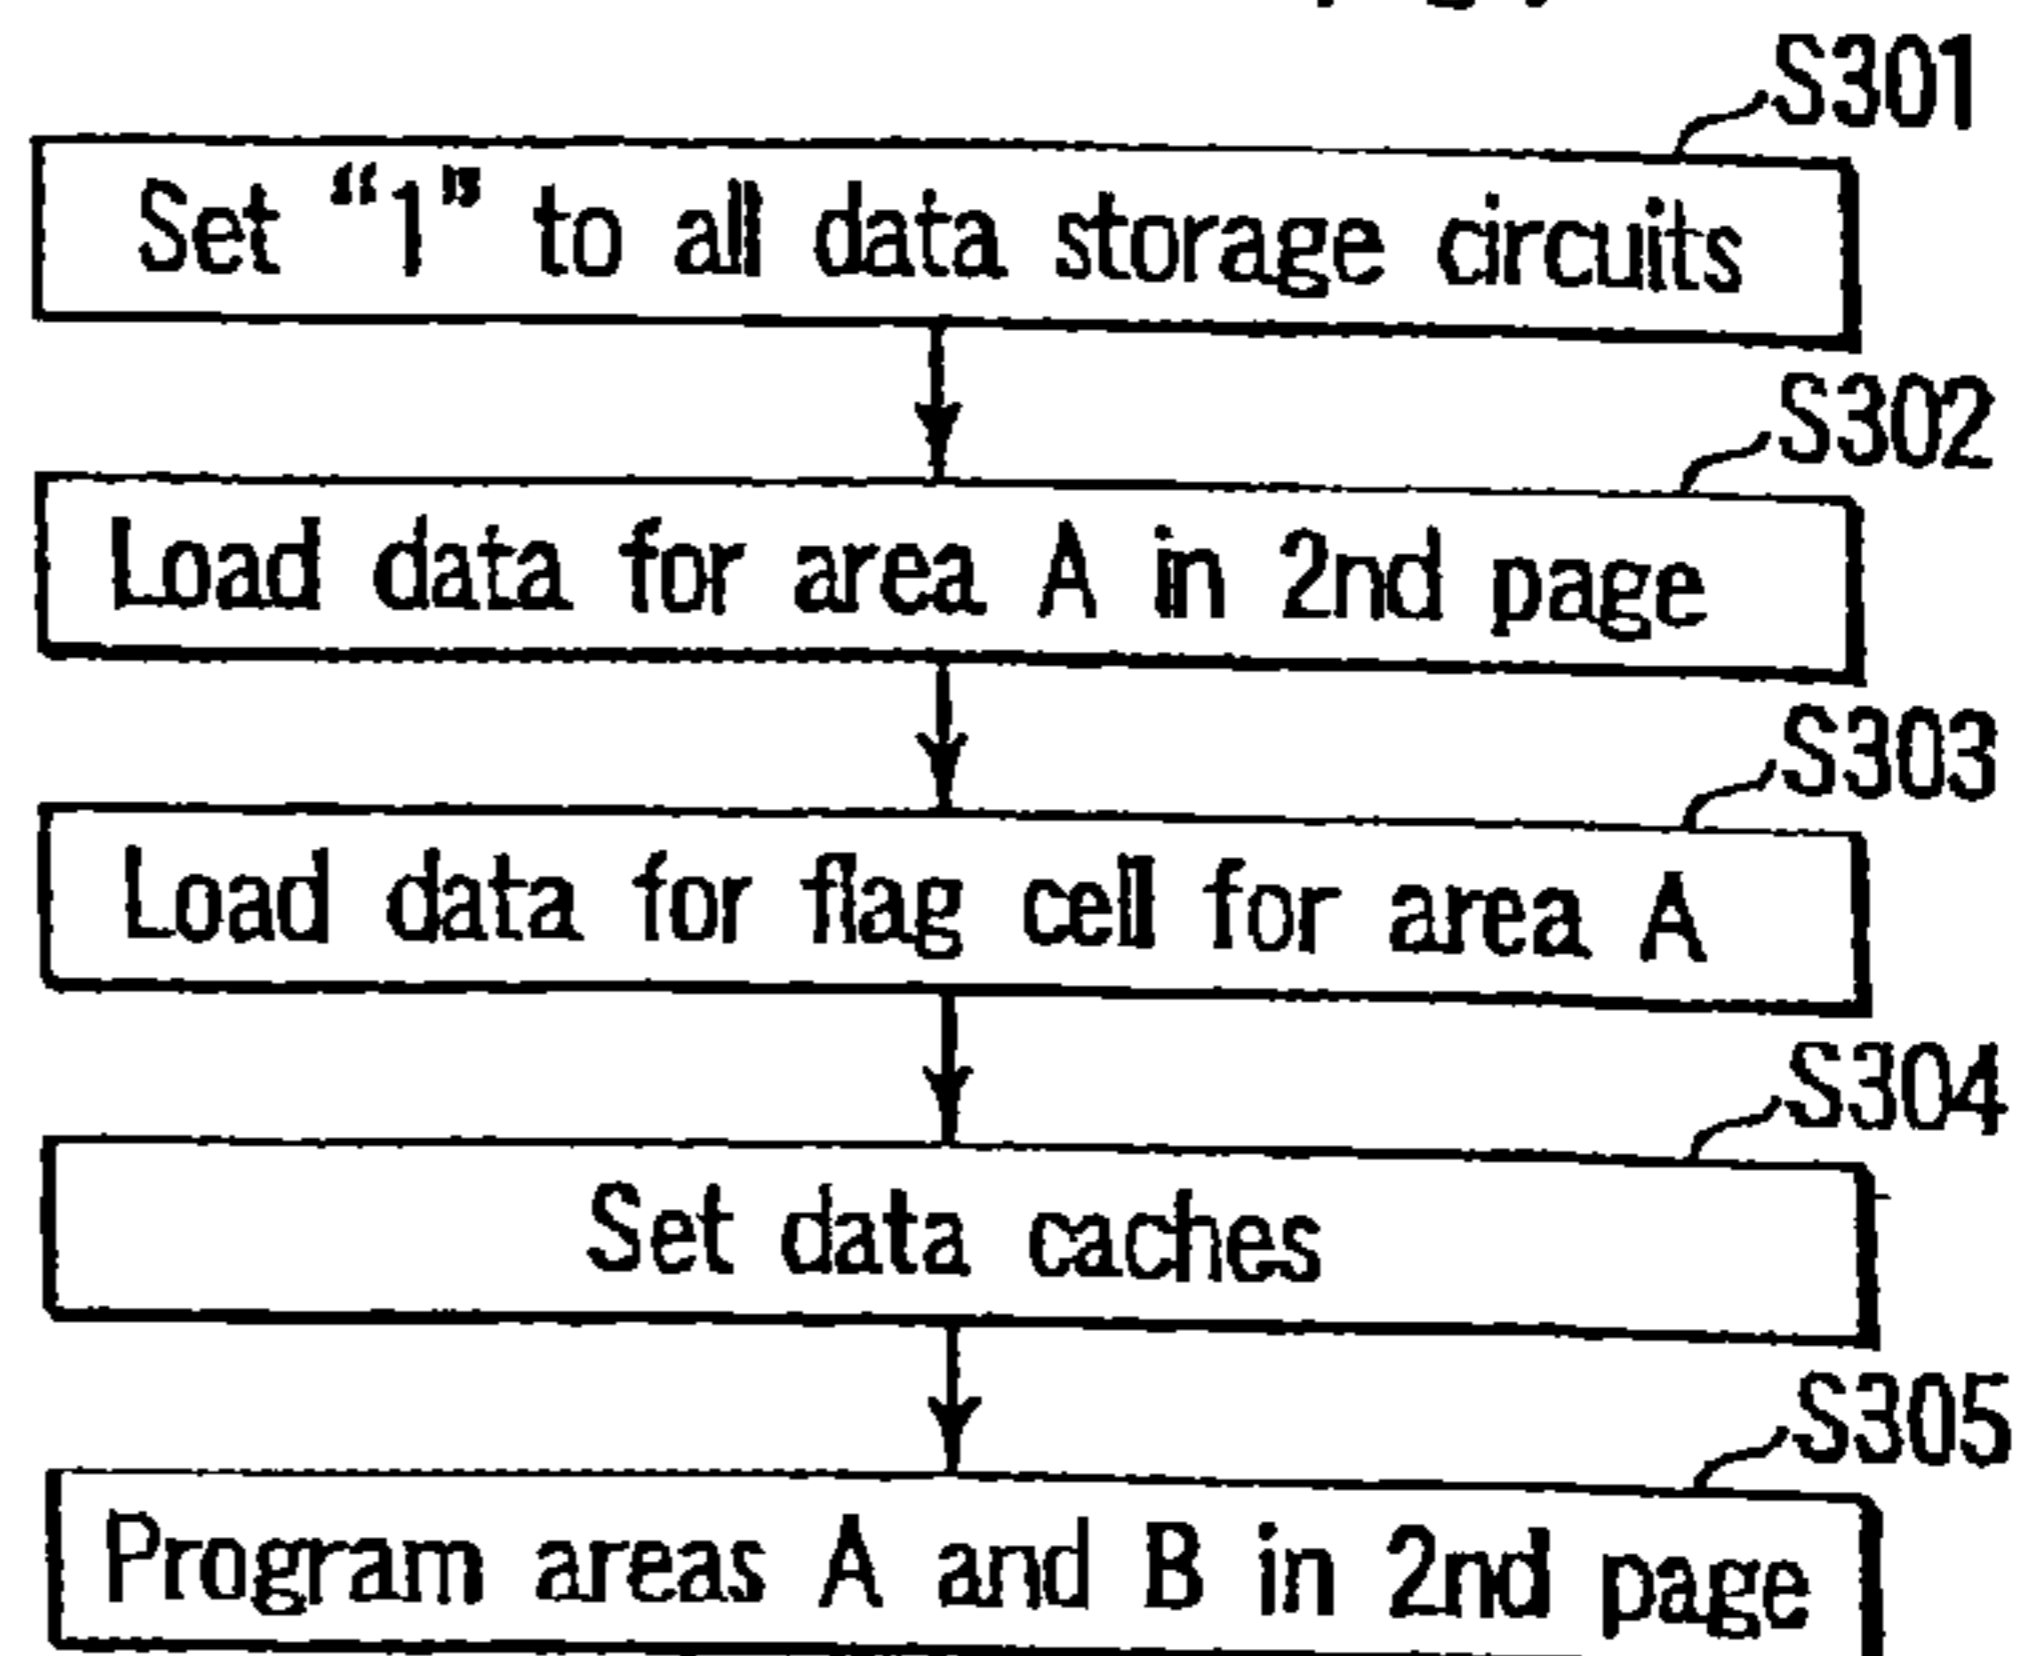 S301
Set “1” to all data storage circuits
S302
Load data for area A in 2nd page
S303
Load data for flag cell for area A
S304
Set data caches
S305
Program areas A and B in 2nd page